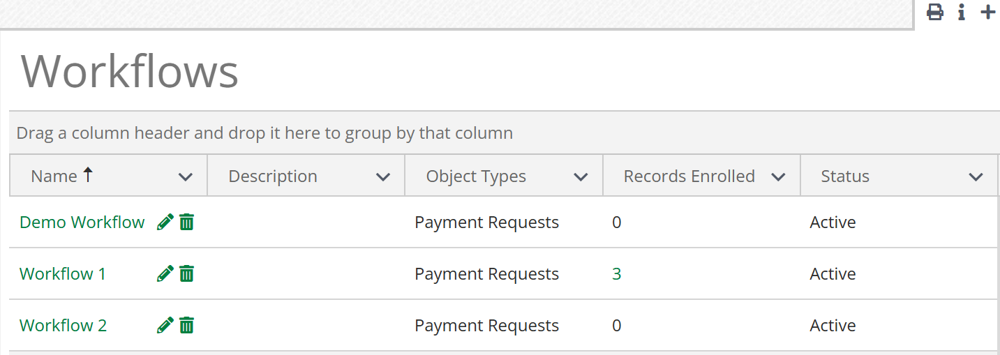 Workflows
Drag a column header and drop it here to group by that column
Name Description Object Types Records Enrolled Status
Demo Workflow Payment Requests 0 Active
Workflow 1 Payment Requests 3 Active
Workflow 2 Payment Requests 0 Active